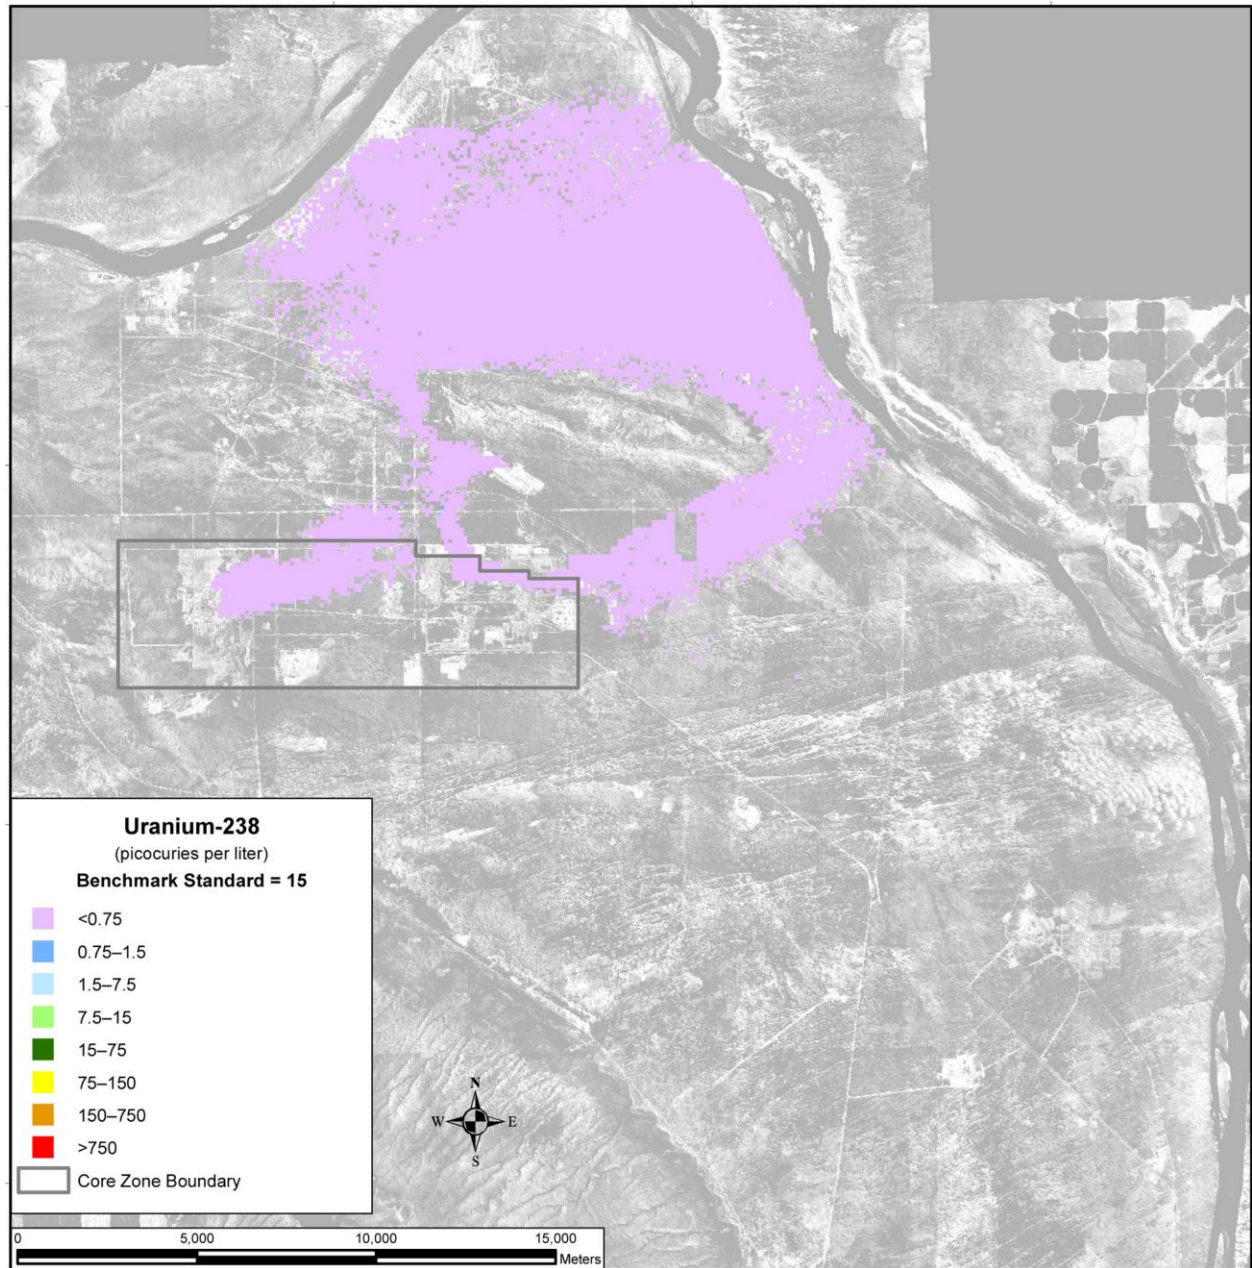 Uranium-238
(picocuries per liter)
Benchmark Standard = 15
<0.75
0.75–1.5
1.5–7.5
7.5–15
15–75
75–150
150–750
>750
Core Zone Boundary
N
W E
S
0 5,000 10,000 15,000
Meters